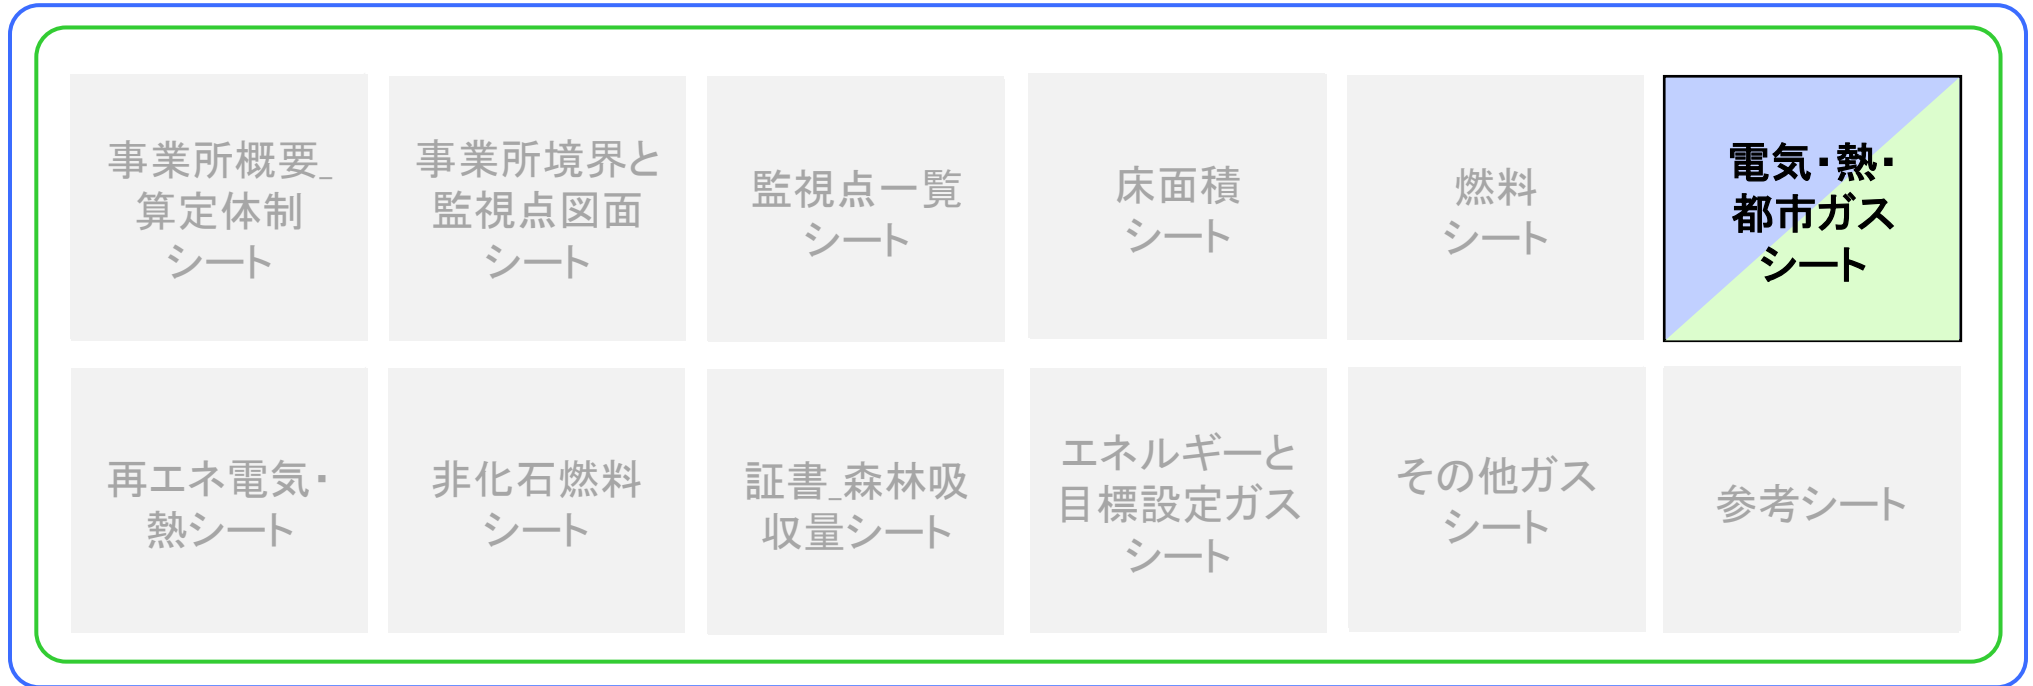 事業所概要_
算定体制
シート
事業所境界と
監視点図面
シート
監視点一覧
シート
床面積
シート
燃料
シート
電気・熱・
都市ガス
シート
再エネ電気・
熱シート
非化石燃料
シート
証書_森林吸
収量シート
エネルギーと
目標設定ガス
シート
その他ガス
シート
参考シート